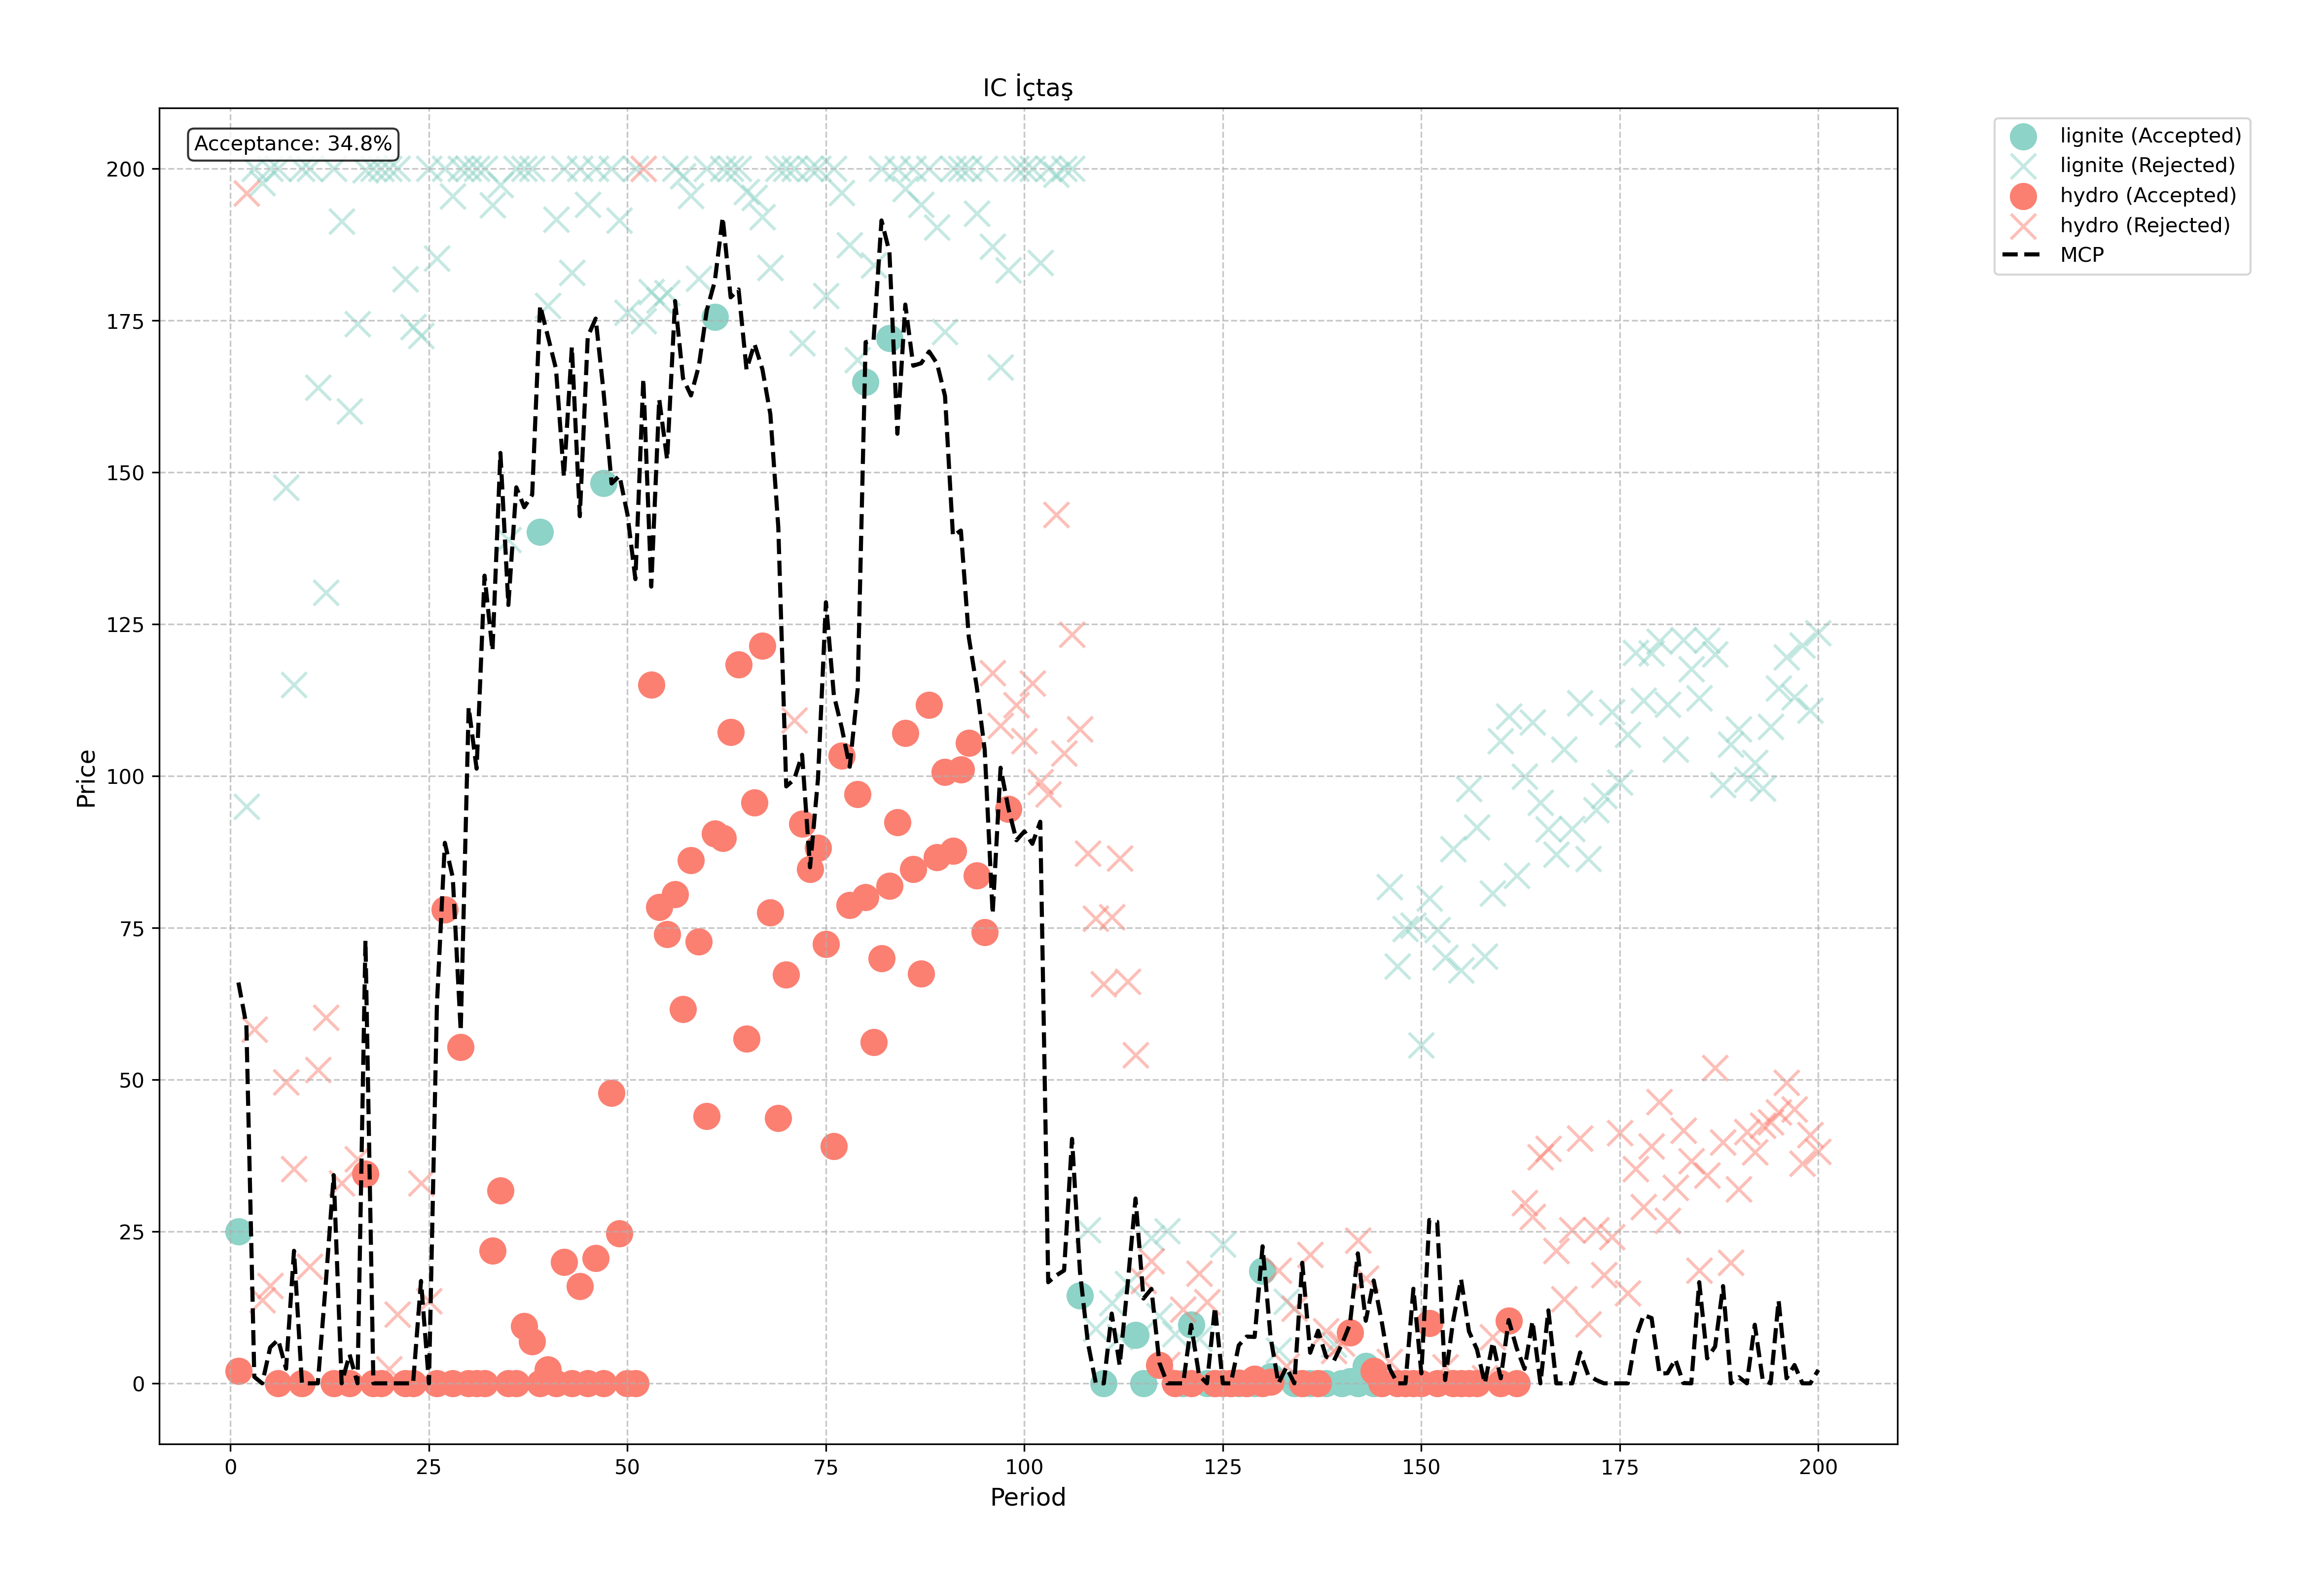 IC İçtaş
Acceptance: 34.8%
lignite (Accepted)
lignite (Rejected)
hydro (Accepted)
hydro (Rejected)
MCP
Price
200
175
150
125
100
75
50
25
0
0 25 50 75 100 125 150 175 200
Period